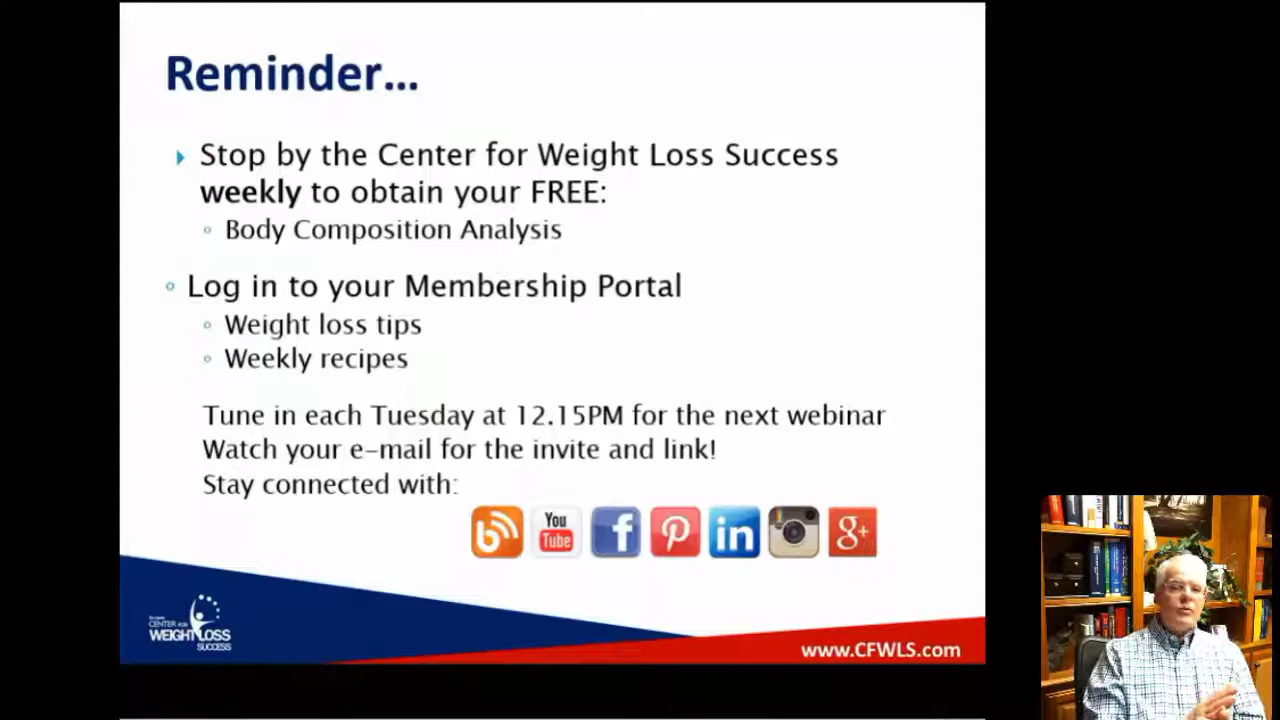 Reminder...
Stop by the Center for Weight Loss Success
weekly to obtain your FREE:
Body Composition Analysis
Log in to your Membership Portal
Weight loss tips
Weekly recipes
Tune in each Tuesday at 12.15PM for the next webinar
Watch your e-mail for the invite and link!
Stay connected with:
You
Tube
f
in
g+
CENTER FOR
WEIGHT LOSS
SUCCESS
www.CFWLS.com